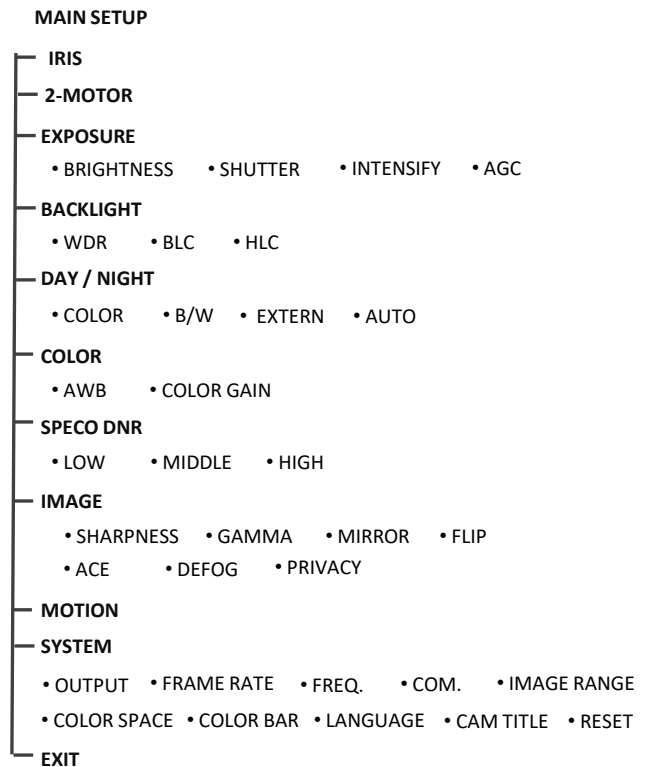 MAIN SETUP
IRIS
2-MOTOR
EXPOSURE
• BRIGHTNESS • SHUTTER • INTENSIFY • AGC
BACKLIGHT
• WDR • BLC • HLC
DAY / NIGHT
• COLOR • B/W • EXTERN • AUTO
COLOR
• AWB • COLOR GAIN
SPECO DNR
• LOW • MIDDLE • HIGH
IMAGE
• SHARPNESS • GAMMA • MIRROR • FLIP
• ACE • DEFOG • PRIVACY
MOTION
SYSTEM
• OUTPUT • FRAME RATE • FREQ. • COM. • IMAGE RANGE
• COLOR SPACE • COLOR BAR • LANGUAGE • CAM TITLE • RESET
EXIT